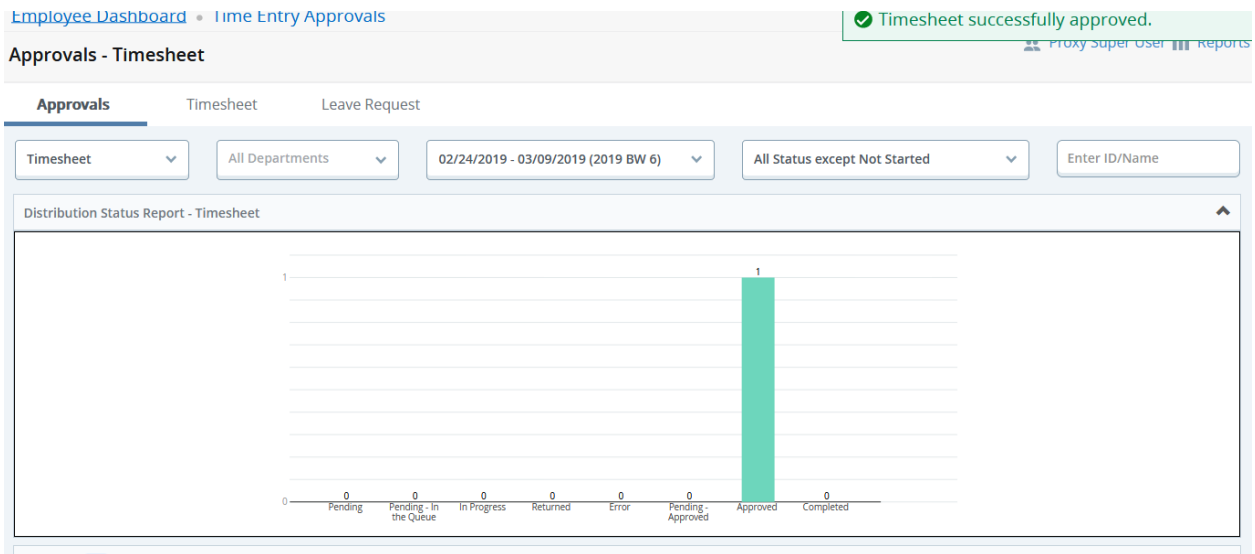 Employee Dashboard • Time Entry Approvals
Timesheet successfully approved.
Approvals - Timesheet
Proxy Super User Reports
Approvals Timesheet Leave Request
Timesheet All Departments 02/24/2019 - 03/09/2019 (2019 BW 6) All Status except Not Started Enter ID/Name
Distribution Status Report - Timesheet
1
1
0 0 0 0 0 0 0
0
Pending Pending - In the Queue In Progress Returned Error Pending - Approved Approved Completed